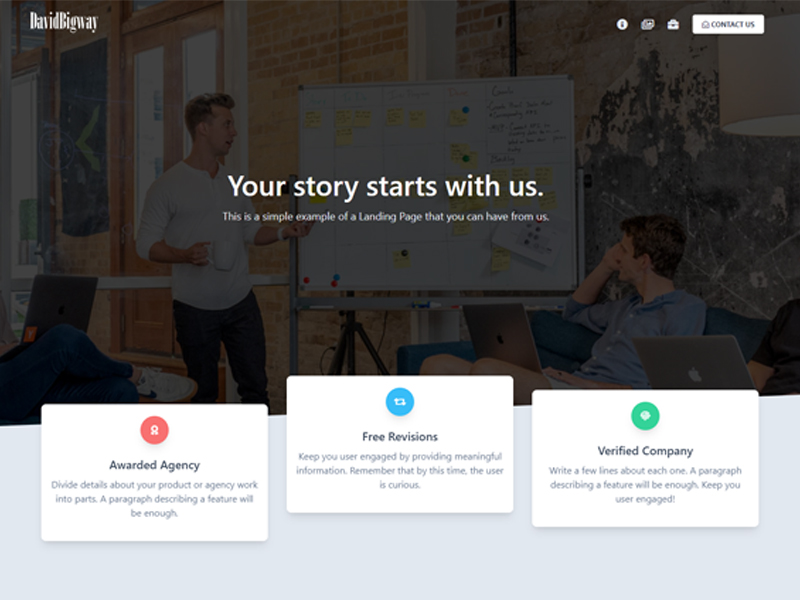 DavidBigway
CONTACT US
Goals
Your story starts with us.
This is a simple example of a Landing Page that you can have from us.
Free Revisions
Keep you user engaged by providing meaningful
information. Remember that by this time, the user
is curious.
Awarded Agency
Divide details about your product or agency work
into parts. A paragraph describing a feature will
be enough.
Verified Company
Write a few lines about each one. A paragraph
describing a feature will be enough. Keep you
user engaged!